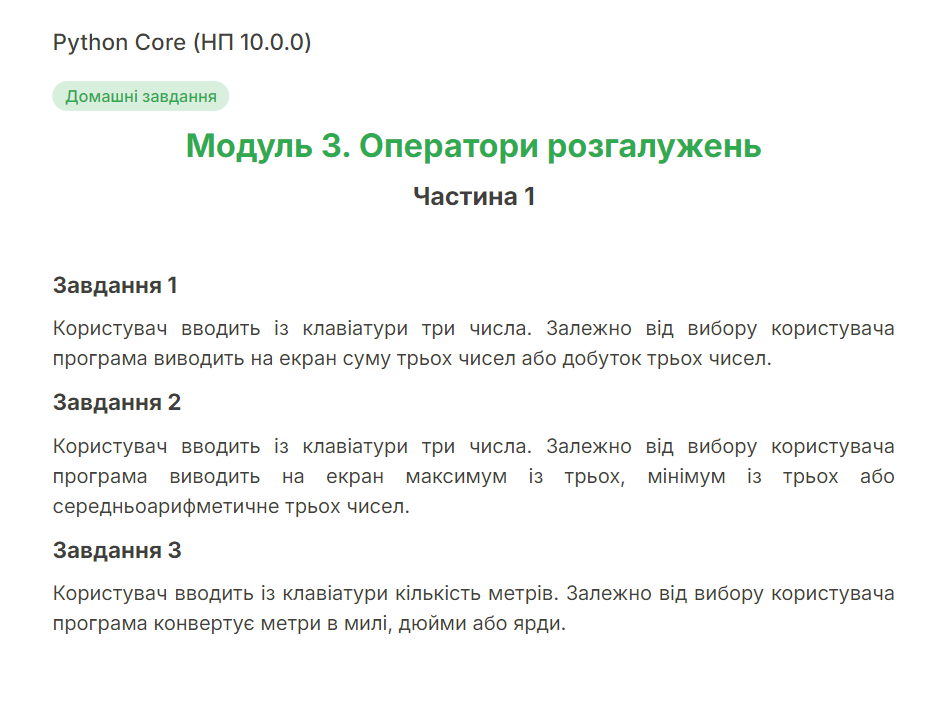 Python Core (НП 10.0.0)
Домашні завдання
Модуль 3. Оператори розгалужень
Частина 1
Завдання 1
Користувач вводить із клавіатури три числа. Залежно від вибору користувача
програма виводить на екран суму трьох чисел або добуток трьох чисел.
Завдання 2
Користувач вводить із клавіатури три числа. Залежно від вибору користувача
програма виводить на екран максимум із трьох, мінімум із трьох або
середньоарифметичне трьох чисел.
Завдання 3
Користувач вводить із клавіатури кількість метрів. Залежно від вибору користувача
програма конвертує метри в милі, дюйми або ярди.